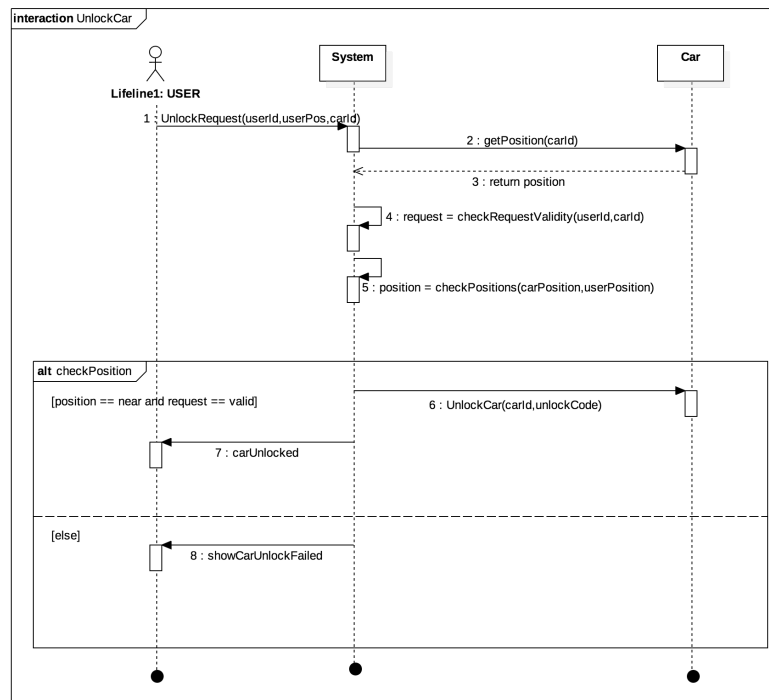 interaction UnlockCar
System
Car
Lifeline1: USER
1 : UnlockRequest(userId,userPos,carId)
2 : getPosition(carId)
3 : return position
4 : request = checkRequestValidity(userId,carId)
5 : position = checkPositions(carPosition,userPosition)
alt checkPosition
[position == near and request == valid]
6 : UnlockCar(carId,unlockCode)
7 : carUnlocked
[else]
8 : showCarUnlockFailed